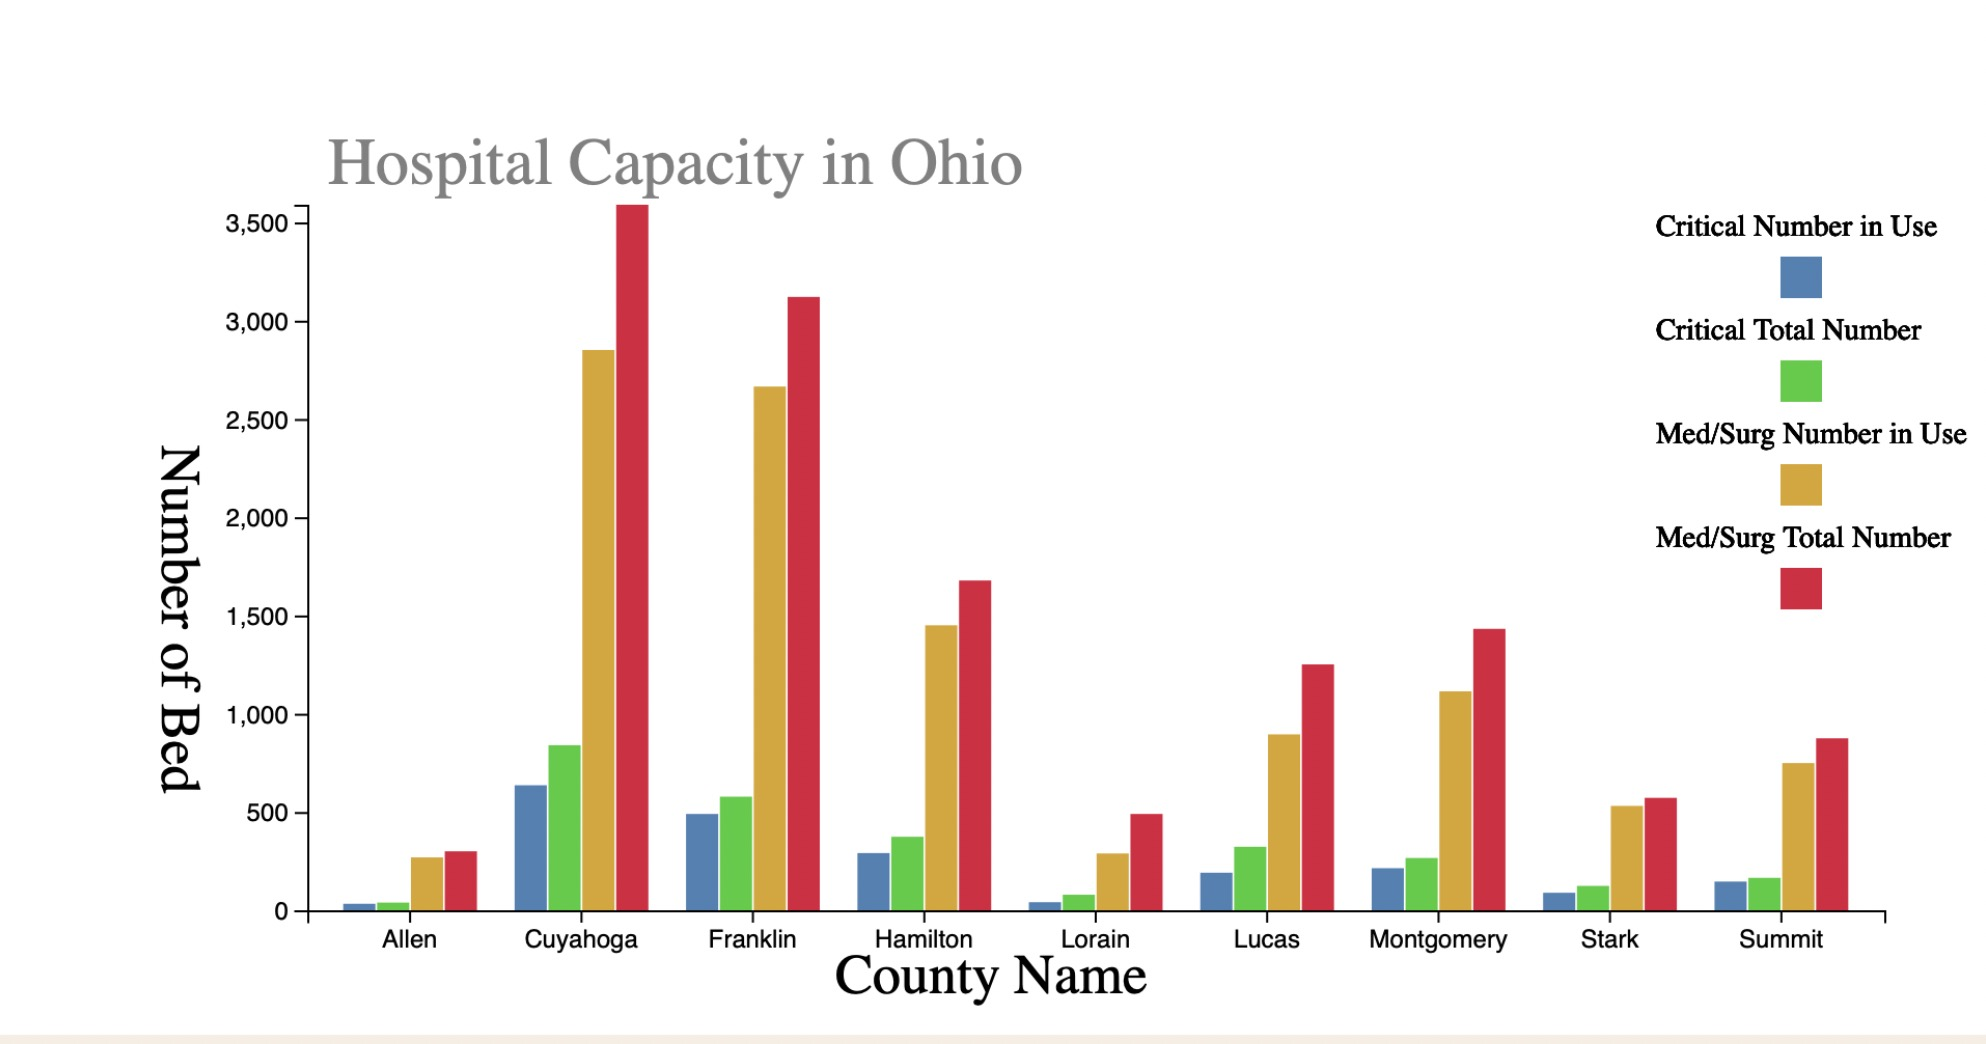 Hospital Capacity in Ohio
3,500
3,000
2,500
2,000
1,500
1,000
500
0
Number of Bed
Allen
Cuyahoga
Franklin
Hamilton
Lorain
Lucas
Montgomery
Stark
Summit
County Name
Critical Number in Use
Critical Total Number
Med/Surg Number in Use
Med/Surg Total Number